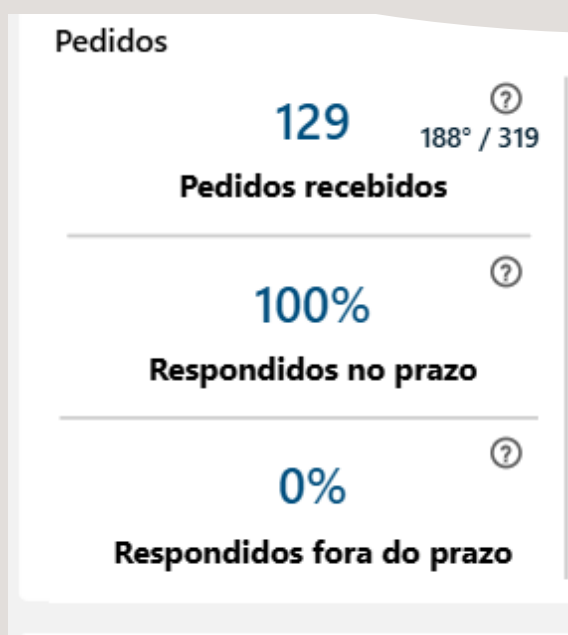 Pedidos
129
188° / 319
Pedidos recebidos
100%
Respondidos no prazo
0%
Respondidos fora do prazo